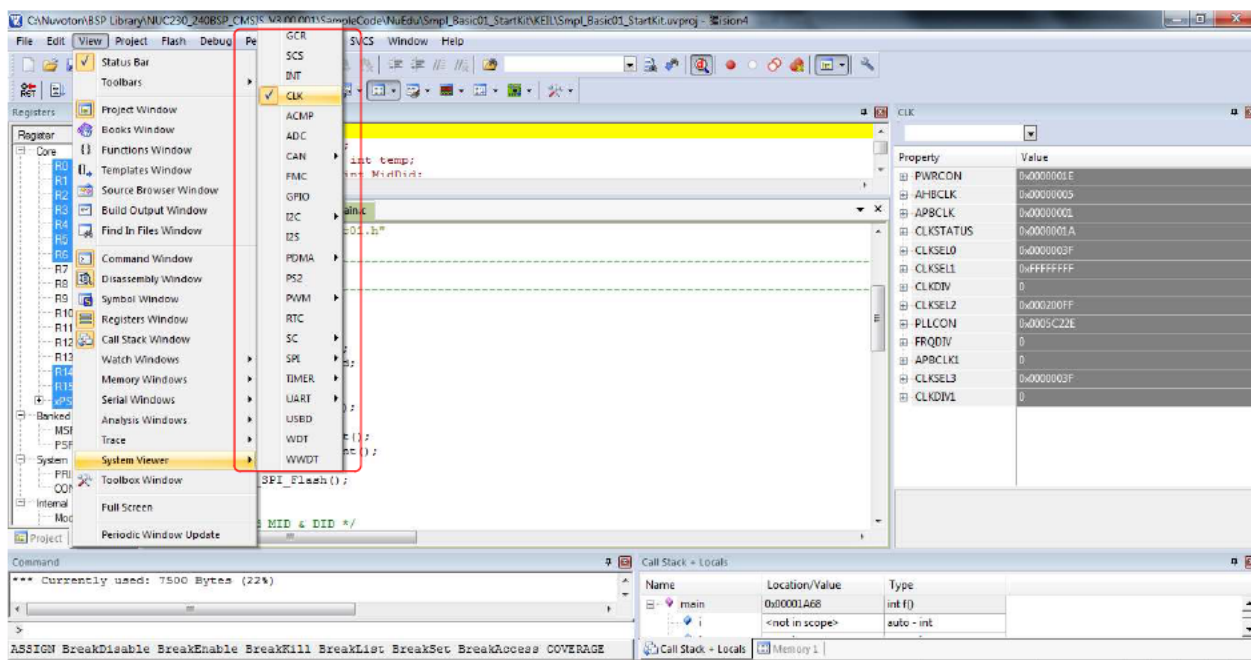 C:\Nuvoton\BSP Library\NUC230_240BSP_CMSIS_V3.00.001\SampleCode\NuEdu\Smpl_Basic01_StartKit\KEIL\Smpl_Basic01_StartKit.uvproj - µVision4
File Edit View Project Flash Debug Pe SVCS Window Help
Status Bar
Toolbars
Project Window
Books Window
Functions Window
Templates Window
Source Browser Window
Build Output Window
Find In Files Window
Command Window
Disassembly Window
Symbol Window
Registers Window
Call Stack Window
Watch Windows
Memory Windows
Serial Windows
Analysis Windows
Trace
System Viewer
Toolbox Window
Full Screen
Periodic Window Update
GCR
SCS
INT
CLK
ACMP
ADC
CAN
FMC
GPIO
I2C
I2S
PDMA
PS2
PWM
RTC
SC
SPI
TIMER
UART
USBD
WDT
WWDT
RST
Registers
Register
Core
R0
R1
R2
R3
R4
R5
R6
R7
R8
R9
R10
R11
R12
R13
R14
R15
xPS
Banked
MS
PSP
System
PRI
CON
Internal
Mod
Project
int temp;
int MidDid;
ain.c
c01.h"
t();
nt();
_SPI_Flash();
MID & DID */
CLK
Property Value
PWRCON 0x0000001E
AHBCLK 0x00000005
APBCLK 0x00000001
CLKSTATUS 0x0000001A
CLKSEL0 0x0000003F
CLKSEL1 0xFFFFFFFF
CLKDIV 0
CLKSEL2 0x000200FF
PLLCON 0x0005C22E
FRQDIV 0
APBCLK1 0
CLKSEL3 0x0000003F
CLKDIV1 0
Command
*** Currently used: 7500 Bytes (22%)
>
ASSIGN BreakDisable BreakEnable BreakKill BreakList BreakSet BreakAccess COVERAGE
Call Stack + Locals
Name Location/Value Type
main 0x00001A68 int f()
i <not in scope> auto - int
Call Stack + Locals Memory 1